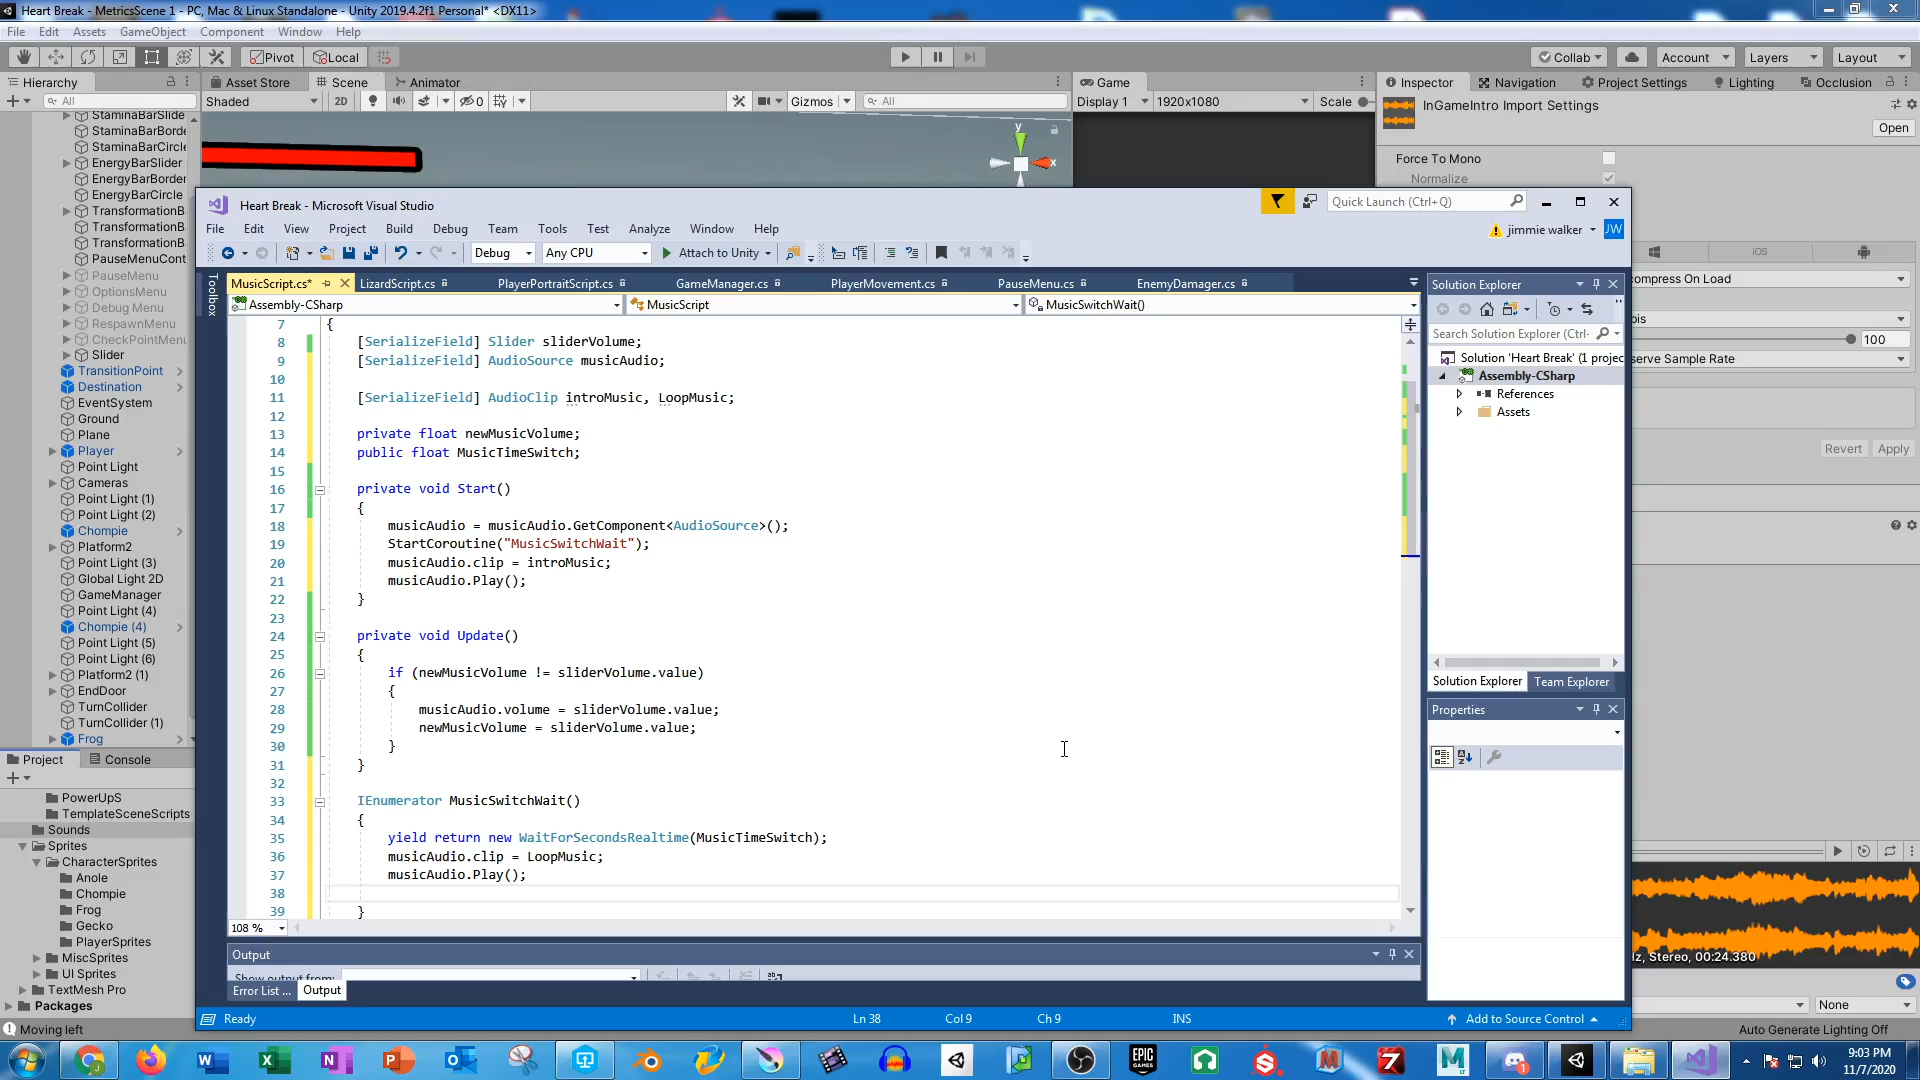 Heart Break - MetricsScene 1 - PC, Mac & Linux Standalone - Unity 2019.4.2f1 Personal* <DX11>
File Edit Assets GameObject Component Window Help
Pivot Local Collab Account Layers Layout
Hierarchy Asset Store Scene Animator Game Inspector Navigation Project Settings Lighting Occlusion
All Shaded 2D 0 Gizmos All Display 1 1920x1080 Scale InGameIntro Import Settings
Open
Force To Mono
Normalize
y
x
StaminaBarSlide
StaminaBarBorde
StaminaBarCircle
EnergyBarSlider
EnergyBarBorder
EnergyBarCircle
TransformationB
TransformationB
TransformationB
PauseMenuCont
PauseMenu
OptionsMenu
Debug Menu
RespawnMenu
CheckPointMenu
Slider
TransitionPoint
Destination
EventSystem
Ground
Plane
Player
Point Light
Cameras
Point Light (1)
Point Light (2)
Chompie
Platform2
Point Light (3)
Global Light 2D
GameManager
Point Light (4)
Chompie (4)
Point Light (5)
Point Light (6)
Platform2 (1)
EndDoor
TurnCollider
TurnCollider (1)
Frog
Project Console
PowerUpS
TemplateSceneScripts
Sounds
Sprites
CharacterSprites
Anole
Chompie
Frog
Gecko
PlayerSprites
MiscSprites
UI Sprites
TextMesh Pro
Packages
Moving left
Heart Break - Microsoft Visual Studio
Quick Launch (Ctrl+Q)
File Edit View Project Build Debug Team Tools Test Analyze Window Help
jimmie walker JW
Debug Any CPU Attach to Unity
Toolbox
MusicScript.cs* LizardScript.cs PlayerPortraitScript.cs GameManager.cs PlayerMovement.cs PauseMenu.cs EnemyDamager.cs
Assembly-CSharp MusicScript MusicSwitchWait()
7 {
8 [SerializeField] Slider sliderVolume;
9 [SerializeField] AudioSource musicAudio;
10
11 [SerializeField] AudioClip introMusic, LoopMusic;
12
13 private float newMusicVolume;
14 public float MusicTimeSwitch;
15
16 private void Start()
17 {
18 musicAudio = musicAudio.GetComponent<AudioSource>();
19 StartCoroutine("MusicSwitchWait");
20 musicAudio.clip = introMusic;
21 musicAudio.Play();
22 }
23
24 private void Update()
25 {
26 if (newMusicVolume != sliderVolume.value)
27 {
28 musicAudio.volume = sliderVolume.value;
29 newMusicVolume = sliderVolume.value;
30 }
31 }
32
33 IEnumerator MusicSwitchWait()
34 {
35 yield return new WaitForSecondsRealtime(MusicTimeSwitch);
36 musicAudio.clip = LoopMusic;
37 musicAudio.Play();
38
39 }
108 %
Output
Show output from:
Error List ... Output
Ready Ln 38 Col 9 Ch 9 INS Add to Source Control
Solution Explorer
Search Solution Explorer (Ctrl-
Solution 'Heart Break' (1 projec
Assembly-CSharp
References
Assets
Solution Explorer Team Explorer
Properties
iOS
compress On Load
bis
100
serve Sample Rate
Revert Apply
Hz, Stereo, 00:24.380
None
Auto Generate Lighting Off
9:03 PM
11/7/2020